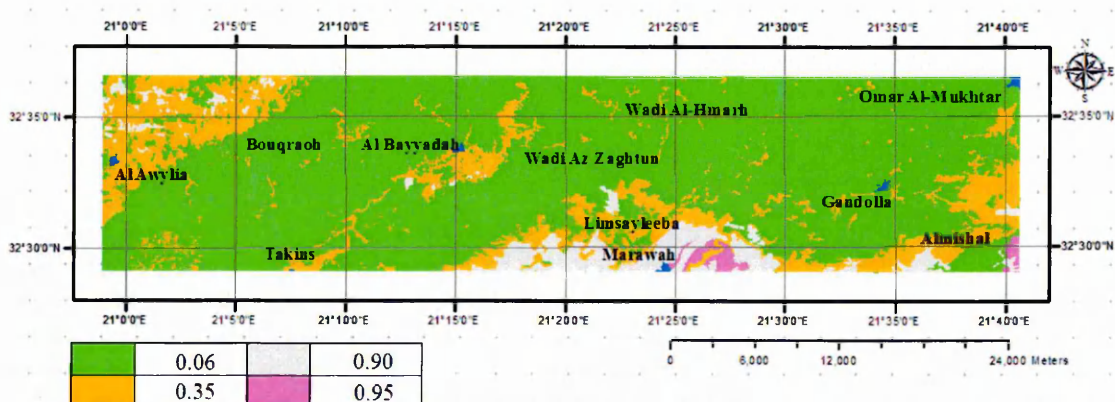 21°0'0"E 21°5'0"E 21°10'0"E 21°15'0"E 21°20'0"E 21°25'0"E 21°30'0"E 21°35'0"E 21°40'0"E
N
W E
S
Omar Al-Mukhtar
Wadi Al-Hmarh
32°35'0"N 32°35'0"N
Bouqraoh Al Bayyadah
Wadi Az Zaghtun
Al Awylia
Gandolla
Limsayleeba
Almishal
32°30'0"N 32°30'0"N
Takins Marawah
21°0'0"E 21°5'0"E 21°10'0"E 21°15'0"E 21°20'0"E 21°25'0"E 21°30'0"E 21°35'0"E 21°40'0"E
0.06 0.90
0.35 0.95
0 6,000 12,000 24,000 Meters